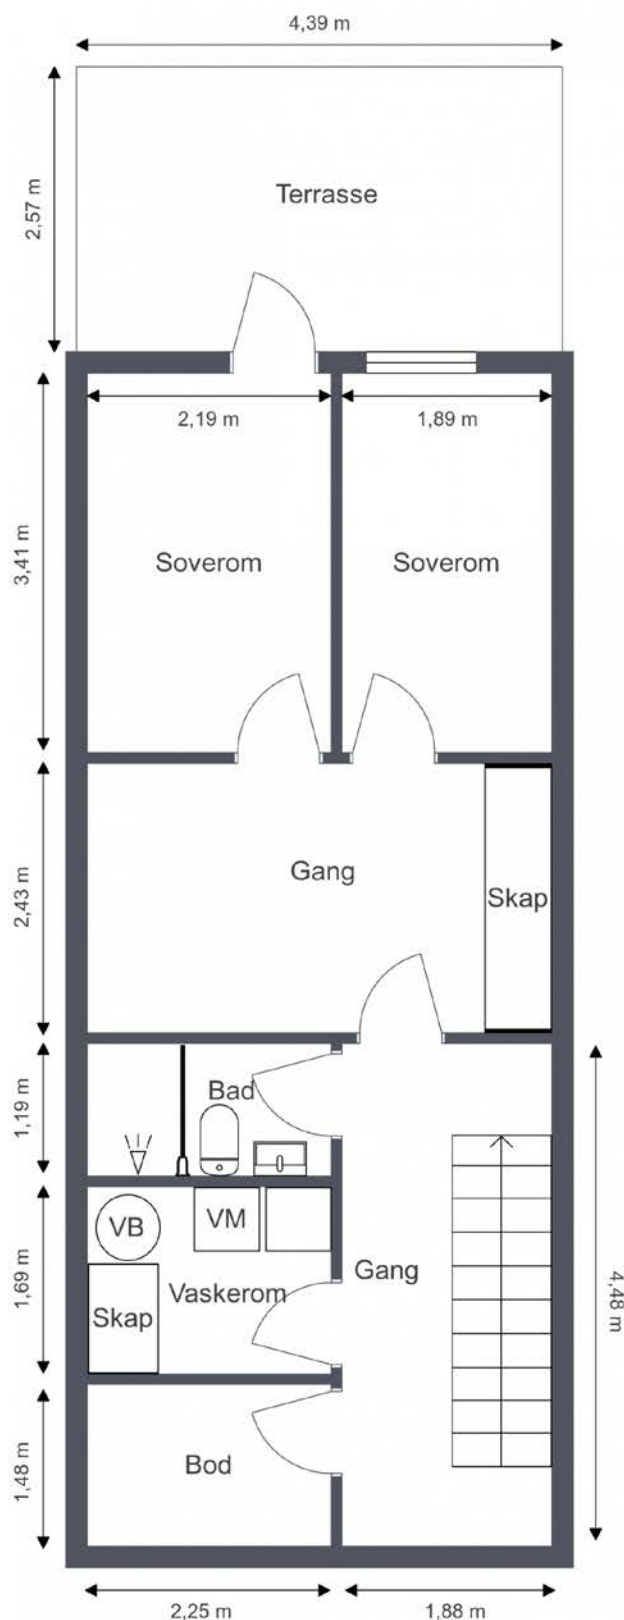 4,39 m
2,57 m
Terrasse
2,19 m
1,89 m
3,41 m
Soverom
Soverom
2,43 m
Gang
Skap
1,19 m
Bad
VB
VM
1,69 m
Skap
Vaskerom
Gang
4,48 m
1,48 m
Bod
2,25 m
1,88 m